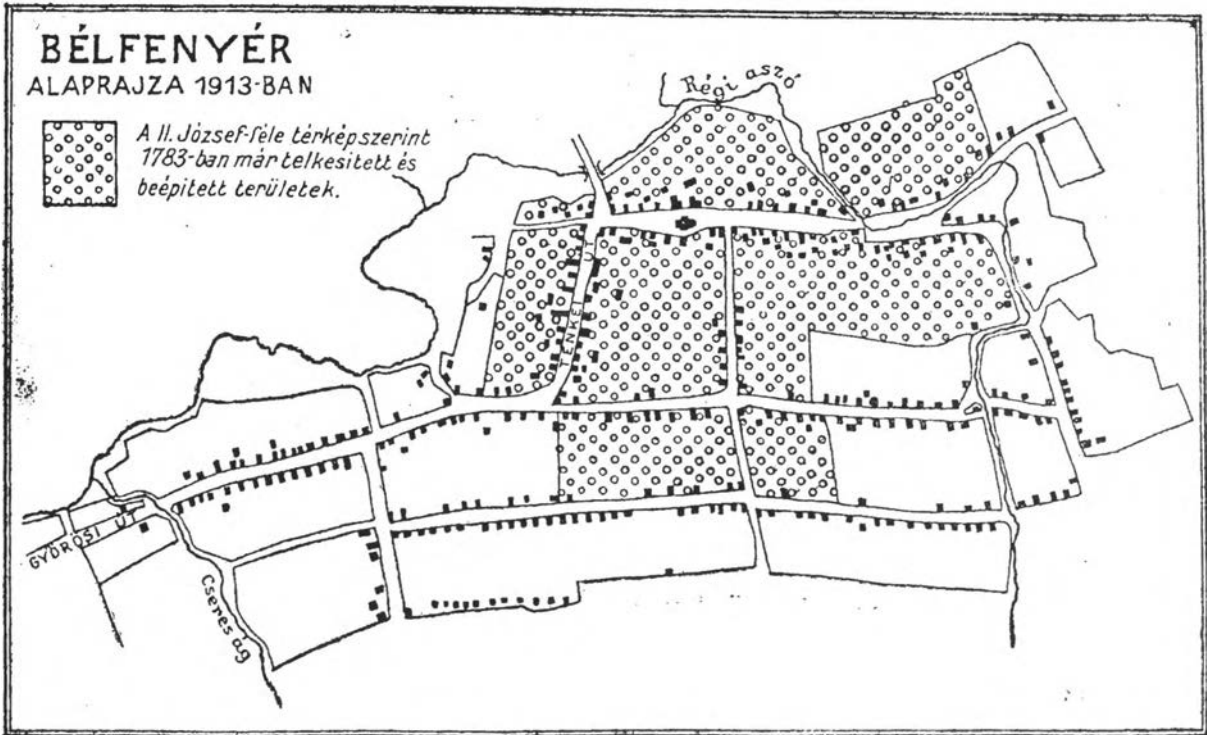 BÉLFENYÉR
ALAPRAJZA 1913-BAN
A II. József-féle térkép szerint
1783-ban már telkesitett és
beépitett területek.
Régi aszó
TENKEI ÚT
GYÖRÖSI ÚT
Cseres ág